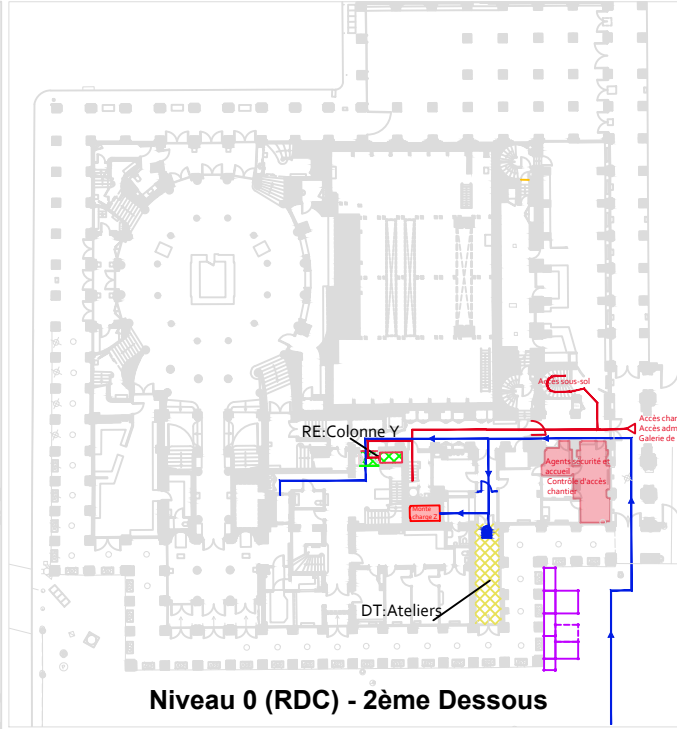 Accès sous-sol
Accès char
Accès adm
Galerie de
RE:Colonne Y
Agents sécurité et
accueil
Contrôle d'accès
chantier
Monte
charge 2
DT:Ateliers
Niveau 0 (RDC) - 2ème Dessous